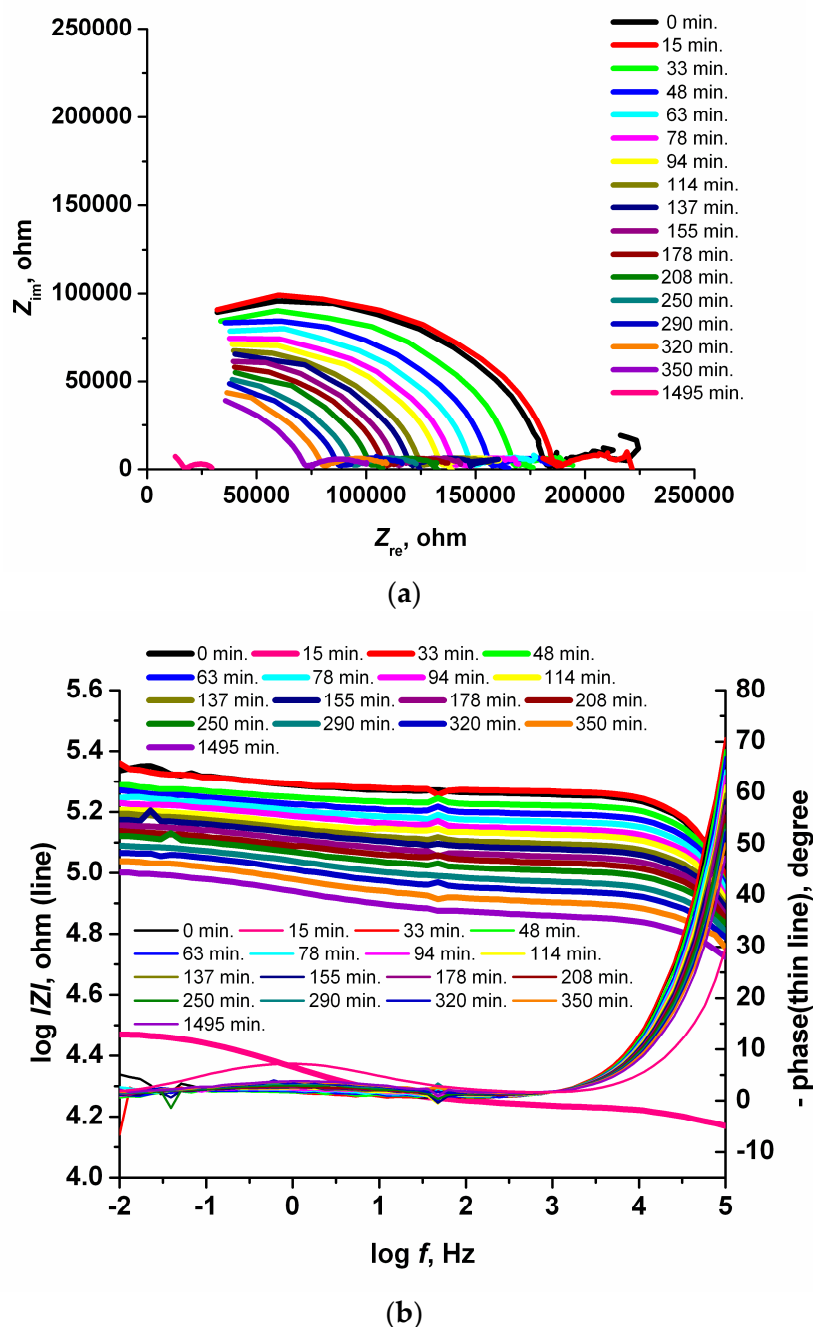 250000
200000
150000
100000
50000
0
Zim, ohm
0 50000 100000 150000 200000 250000
Zre, ohm
0 min.
15 min.
33 min.
48 min.
63 min.
78 min.
94 min.
114 min.
137 min.
155 min.
178 min.
208 min.
250 min.
290 min.
320 min.
350 min.
1495 min.
(a)
0 min. 15 min. 33 min. 48 min.
63 min. 78 min. 94 min. 114 min.
137 min. 155 min. 178 min. 208 min.
250 min. 290 min. 320 min. 350 min.
1495 min.
5.6
5.4
5.2
5.0
4.8
4.6
4.4
4.2
4.0
log IZI, ohm (line)
0 min. 15 min. 33 min. 48 min.
63 min. 78 min. 94 min. 114 min.
137 min. 155 min. 178 min. 208 min.
250 min. 290 min. 320 min. 350 min.
1495 min.
80
70
60
50
40
30
20
10
0
-10
- phase(thin line), degree
-2 -1 0 1 2 3 4 5
log f, Hz
(b)